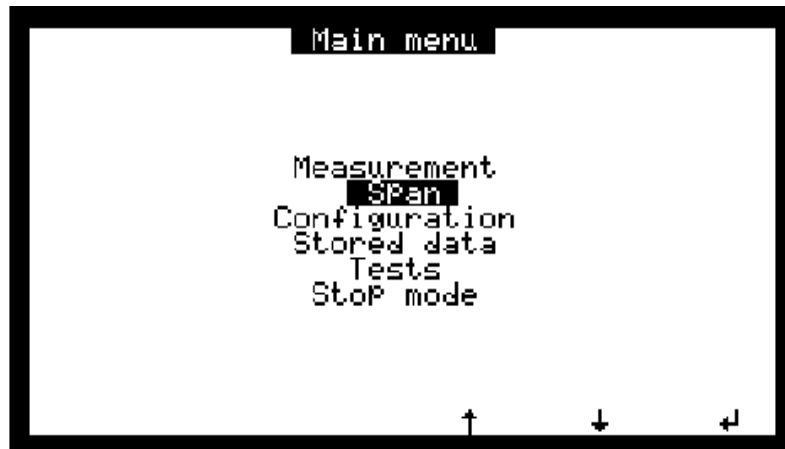 Main menu
Measurement
Span
Configuration
Stored data
Tests
Stop mode
↑ ↓ ↵